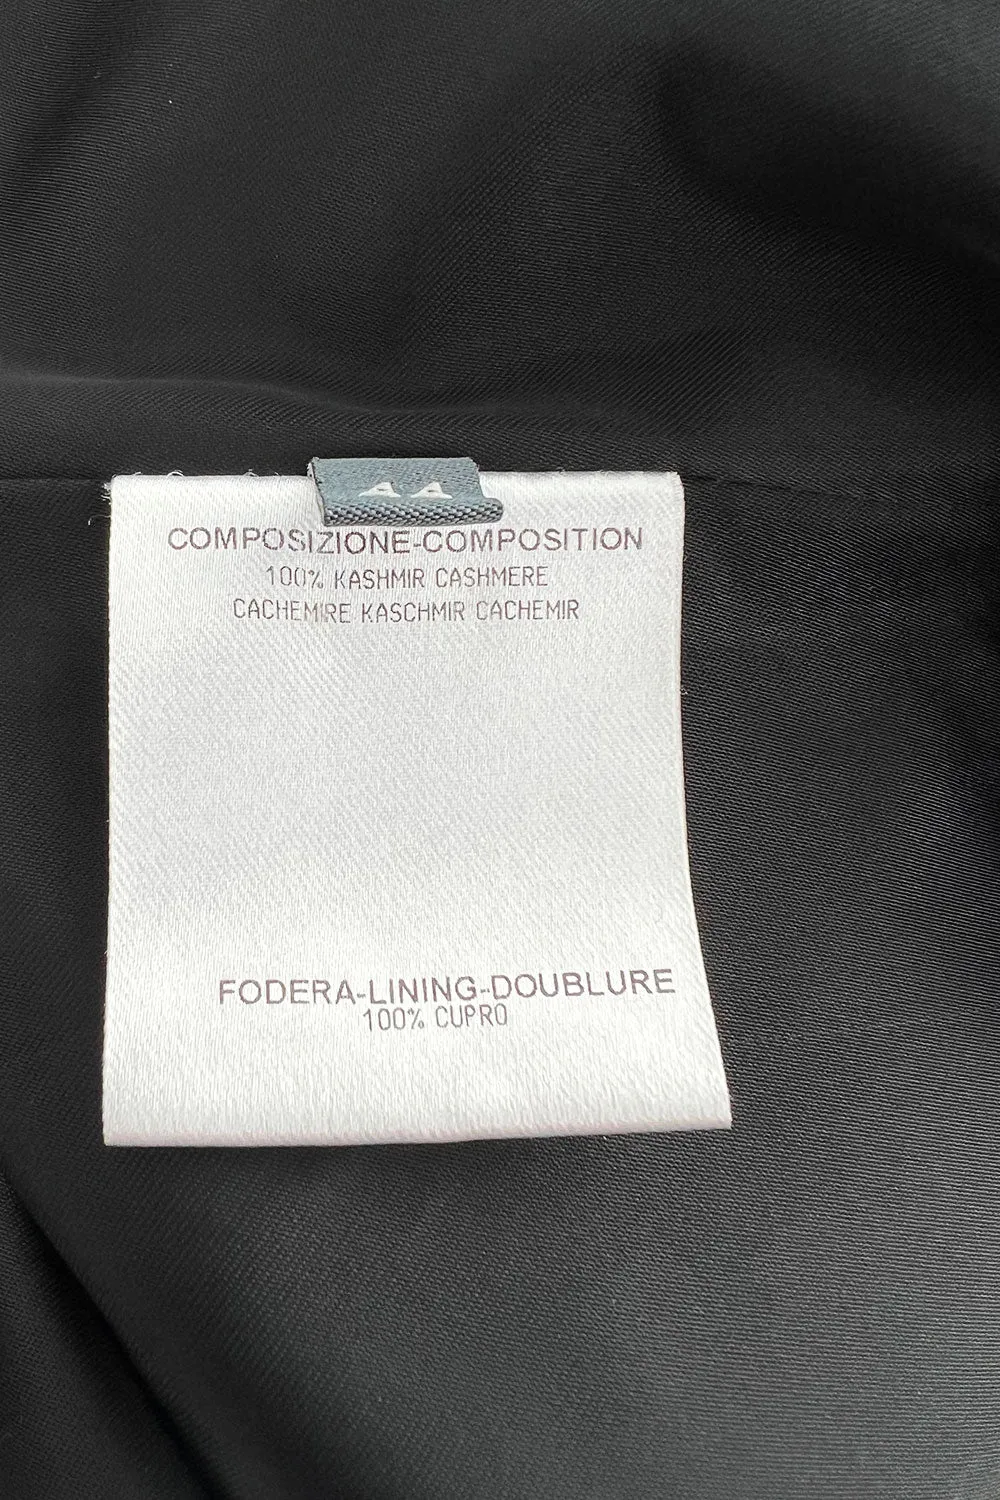 44
COMPOSIZIONE-COMPOSITION
100% KASHMIR CASHMERE
CACHEMIRE KASCHMIR CACHEMIR
FODERA-LINING-DOUBLURE
100% CUPRO